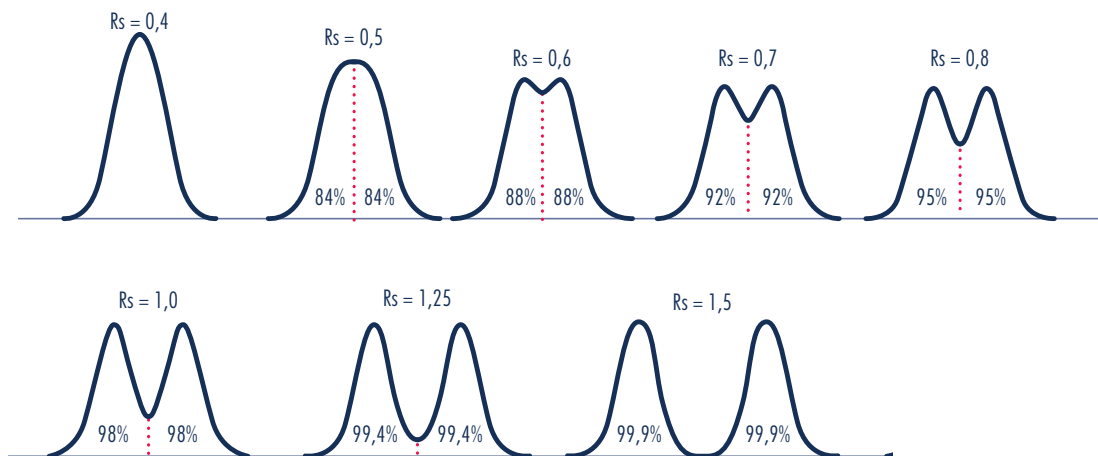 Rs = 0,4
Rs = 0,5
Rs = 0,6
Rs = 0,7
Rs = 0,8
84% 84%
88% 88%
92% 92%
95% 95%
Rs = 1,0
Rs = 1,25
Rs = 1,5
98% 98%
99,4% 99,4%
99,9% 99,9%